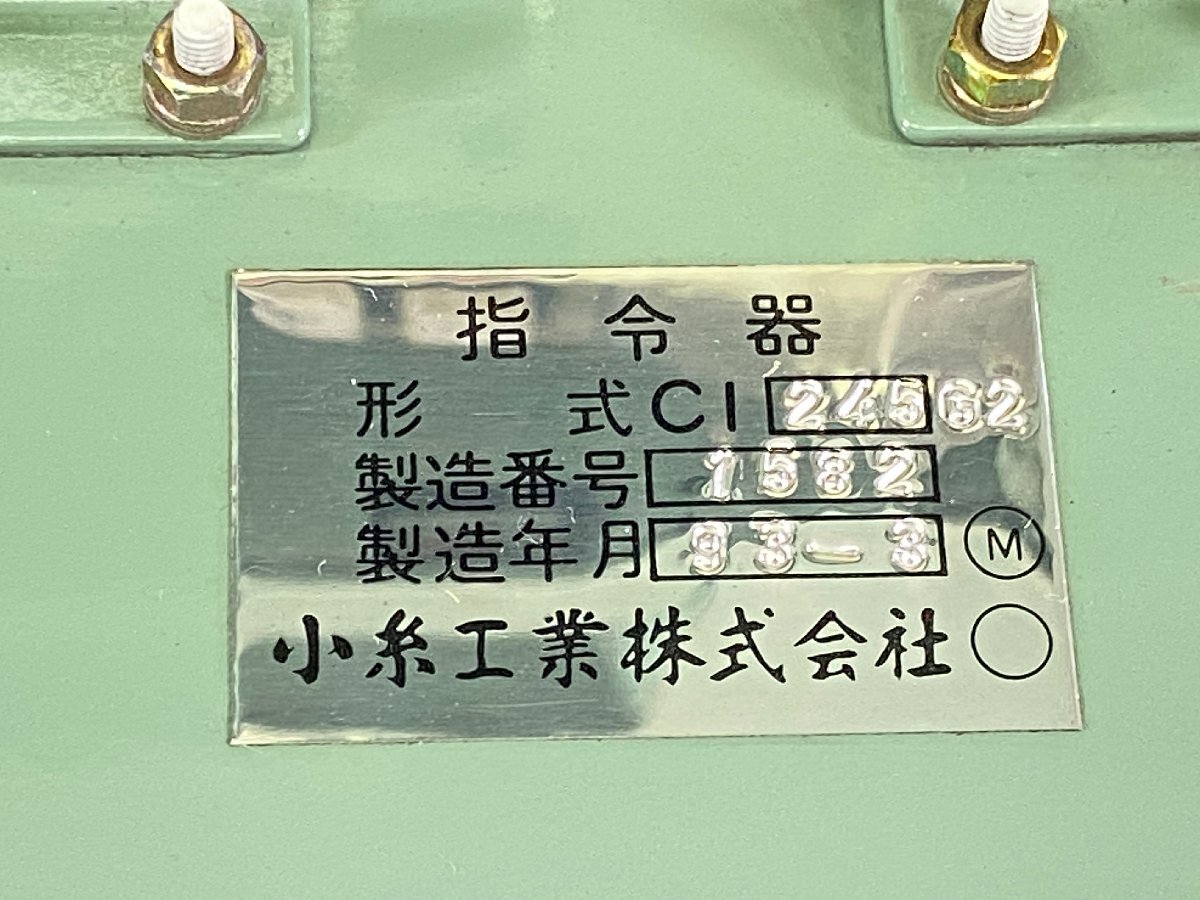 指令器
形式CI 24562
製造番号 1582
製造年月 93-3 Ⓜ
小糸工業株式会社